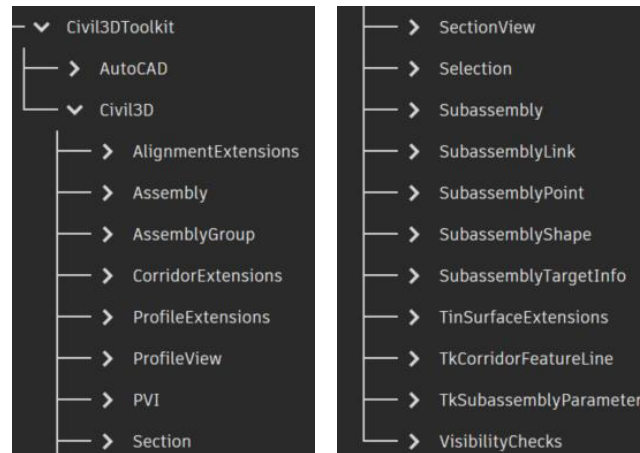 Civil3DToolkit
AutoCAD
Civil3D
AlignmentExtensions
Assembly
AssemblyGroup
CorridorExtensions
ProfileExtensions
ProfileView
PVI
Section
SectionView
Selection
Subassembly
SubassemblyLink
SubassemblyPoint
SubassemblyShape
SubassemblyTargetInfo
TinSurfaceExtensions
TkCorridorFeatureLine
TkSubassemblyParameter
VisibilityChecks